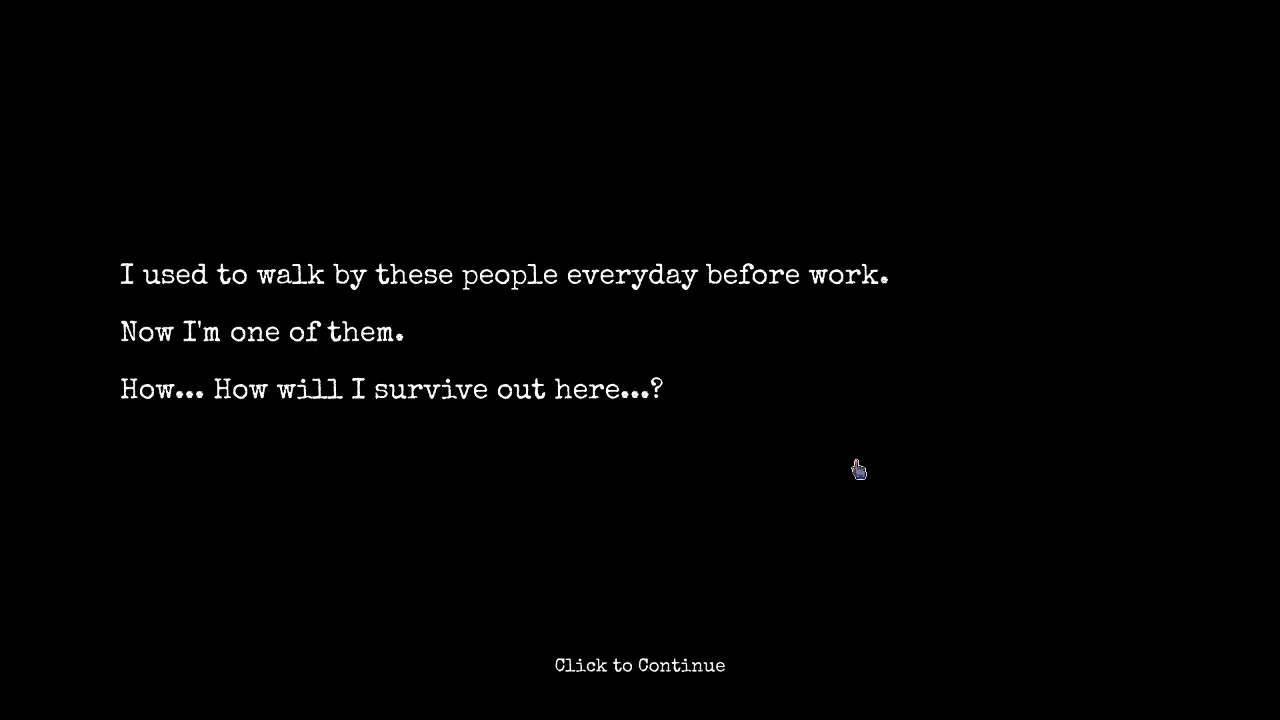 I used to walk by these people everyday before work.
Now I'm one of them.
How... How will I survive out here...?
Click to Continue